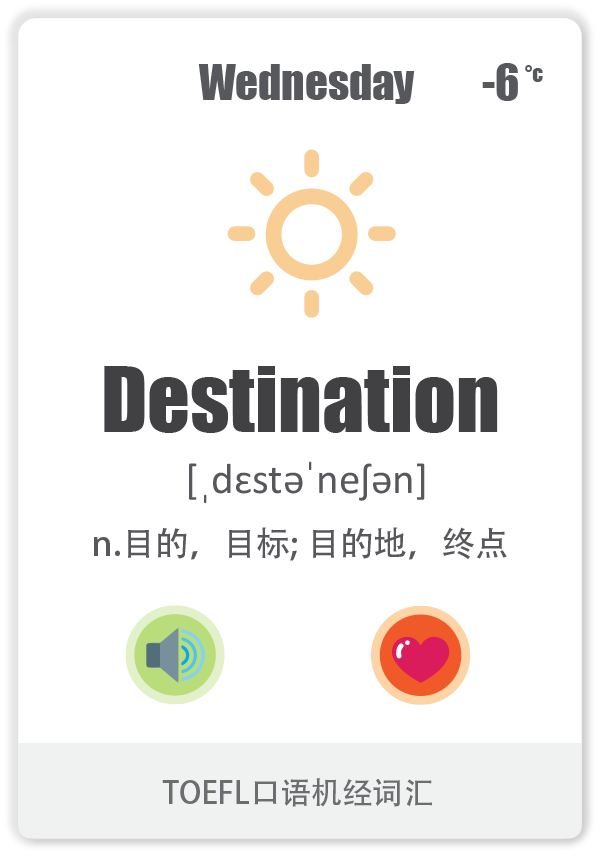 Wednesday -6 °C
Destination
[ˌdɛstəˈneʃən]
n.目的， 目标; 目的地， 终点
TOEFL口语机经词汇